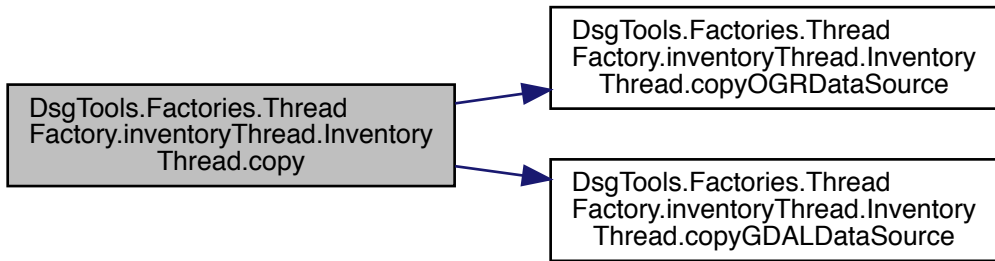 DsgTools.Factories.Thread
Factory.inventoryThread.Inventory
Thread.copy
DsgTools.Factories.Thread
Factory.inventoryThread.Inventory
Thread.copyOGRDataSource
DsgTools.Factories.Thread
Factory.inventoryThread.Inventory
Thread.copyGDALDataSource